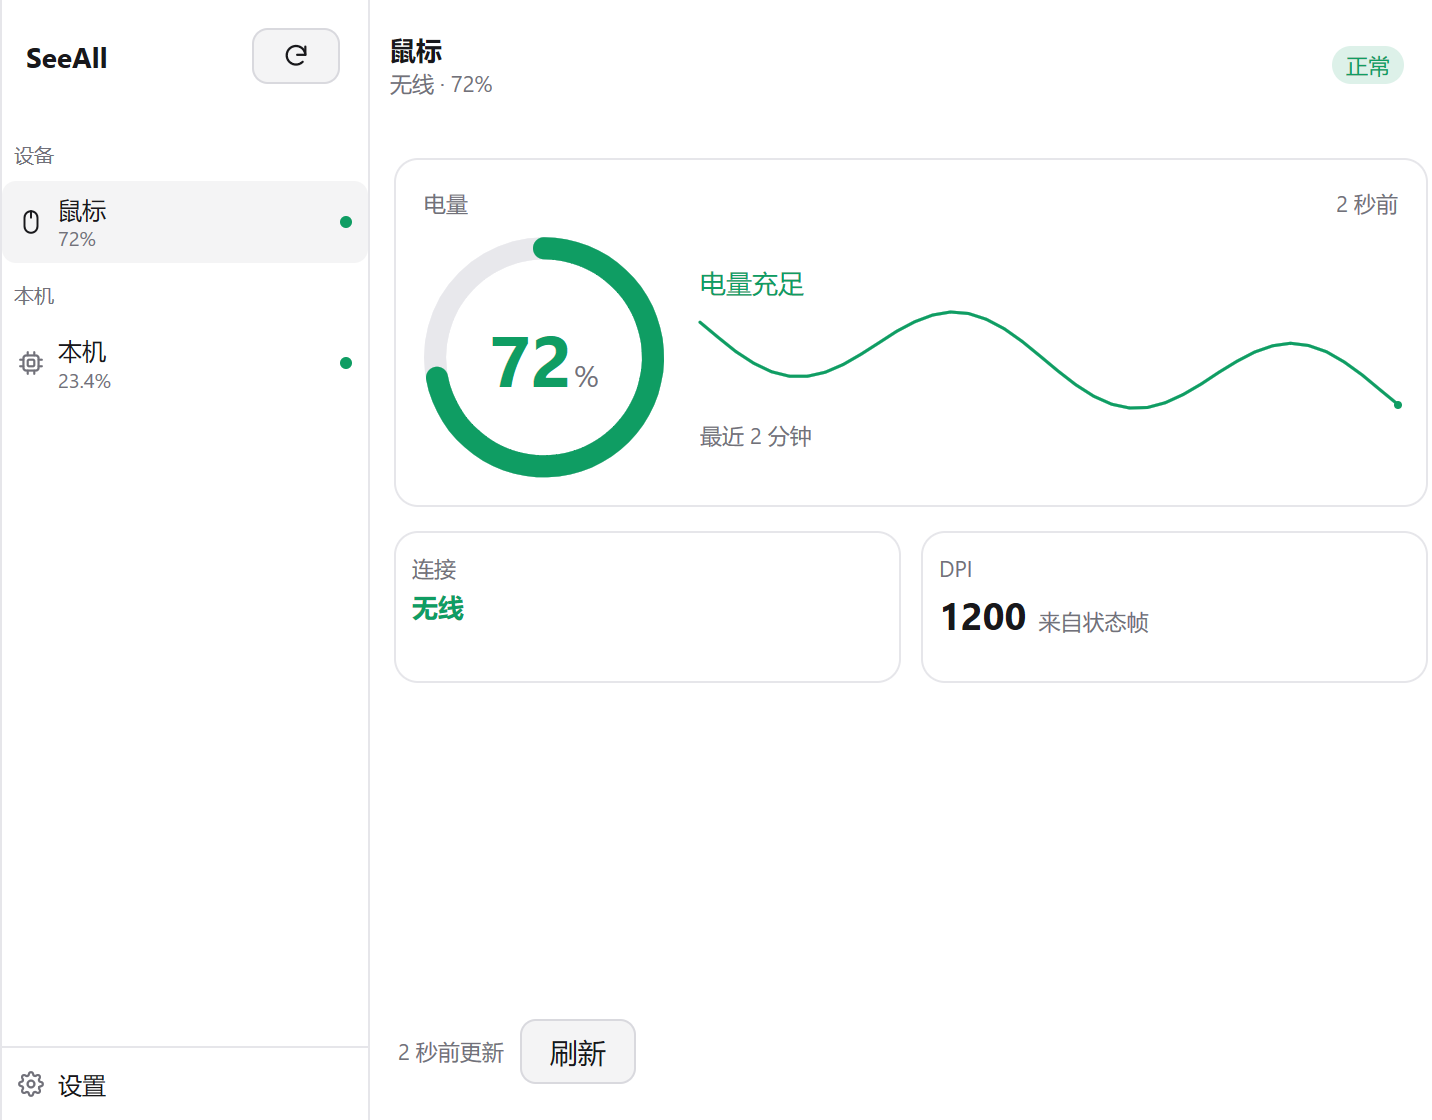 SeeAll
设备
鼠标
72%
本机
本机
23.4%
设置
鼠标
无线 · 72%
正常
电量
2 秒前
72%
电量充足
最近 2 分钟
连接
无线
DPI
1200 来自状态帧
2 秒前更新
刷新